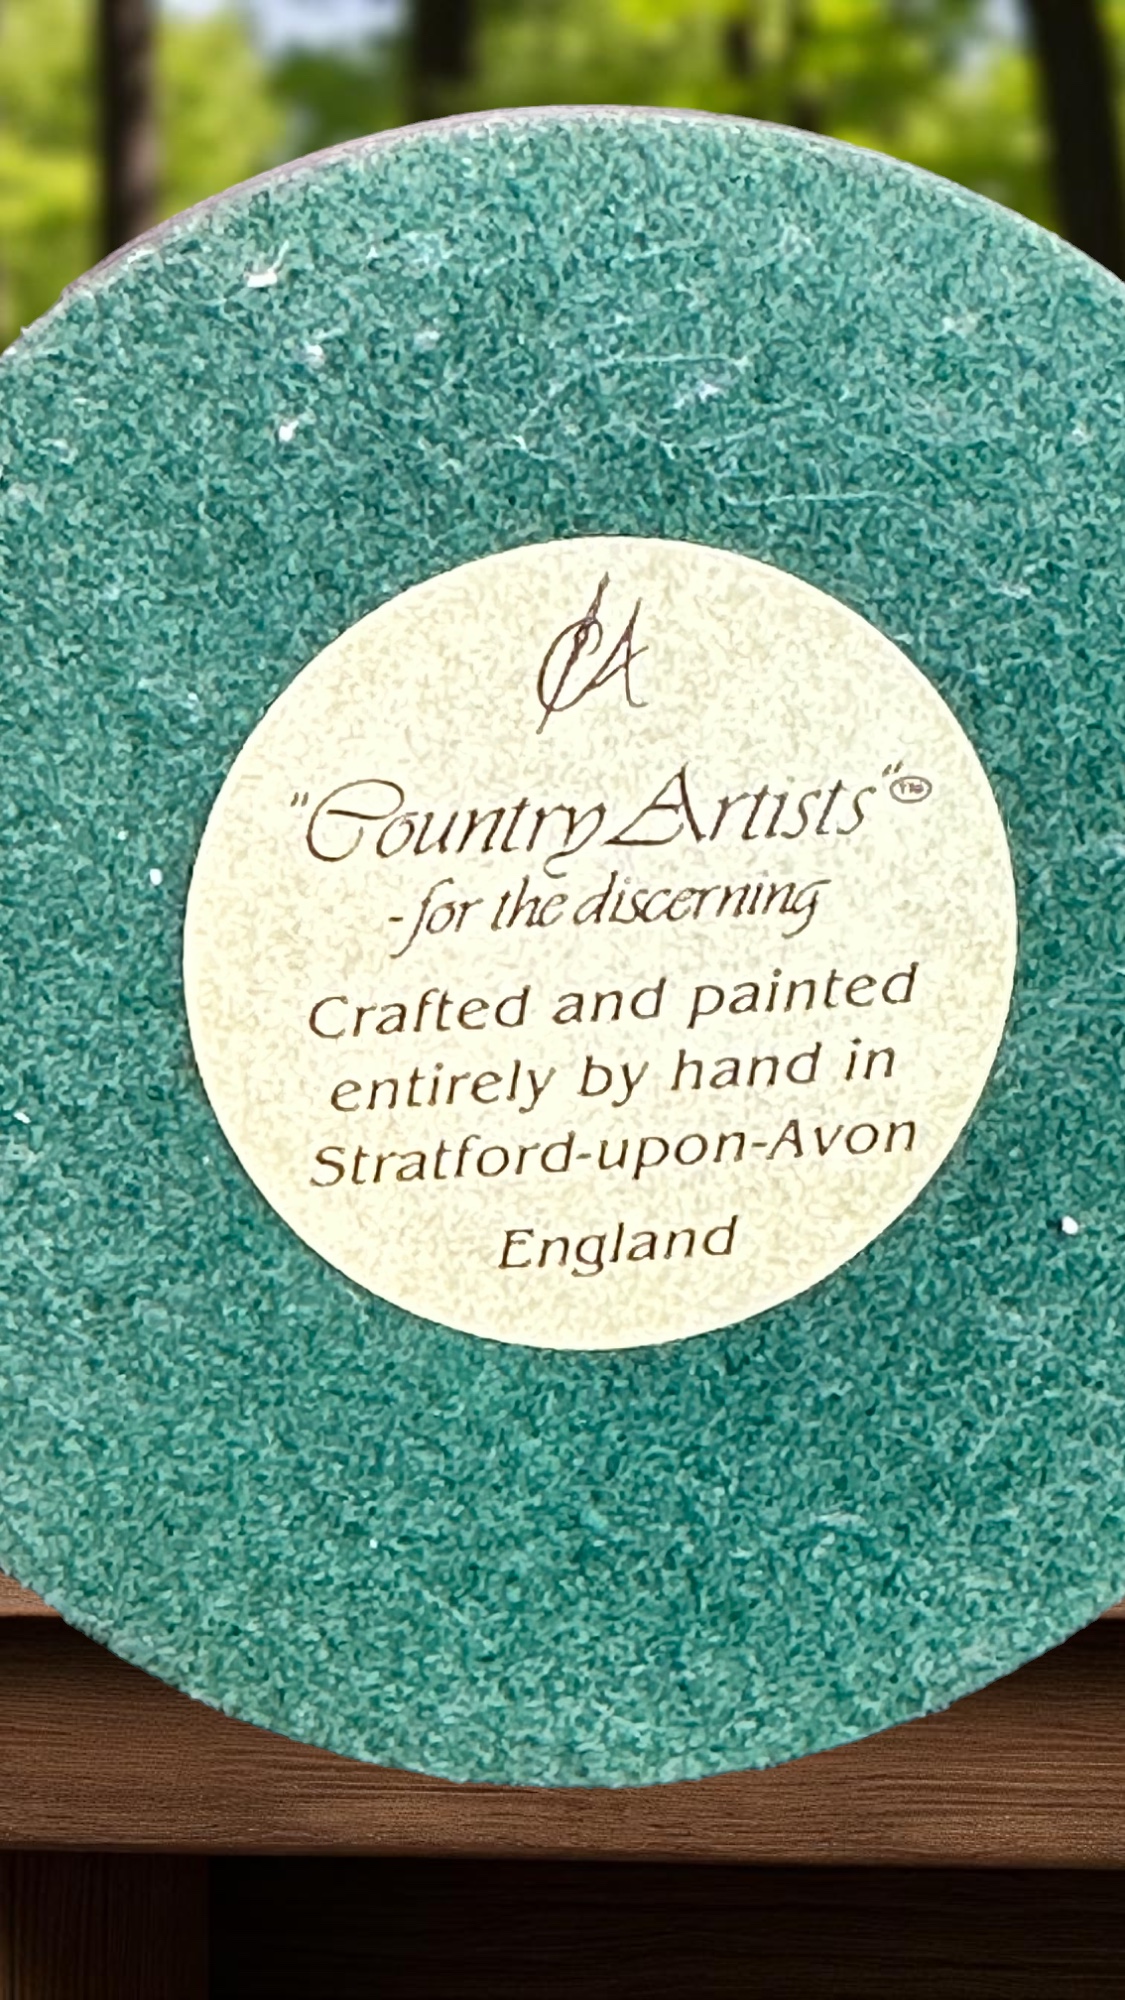 CA
"Country Artists" ™
- for the discerning
Crafted and painted
entirely by hand in
Stratford-upon-Avon
England